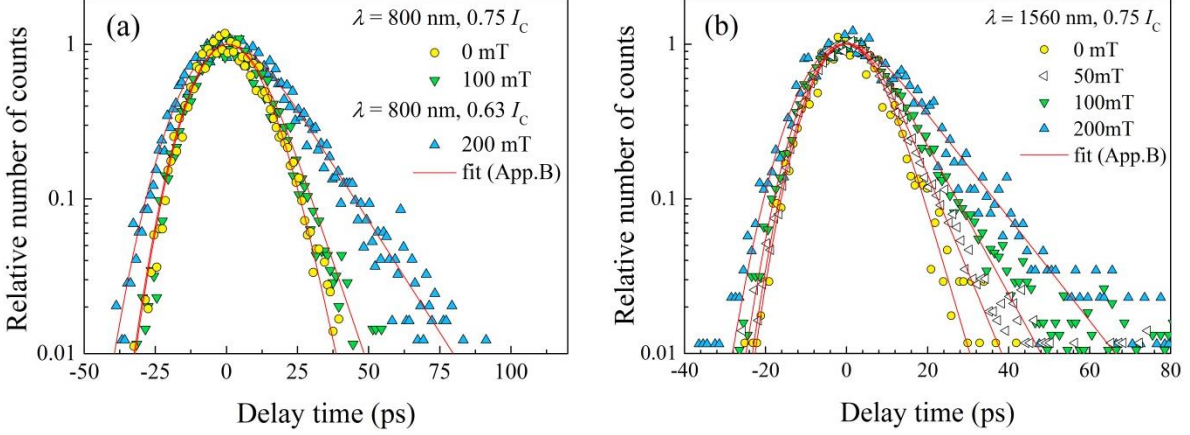 (a)
λ = 800 nm, 0.75 I_C
0 mT
100 mT
λ = 800 nm, 0.63 I_C
200 mT
fit (App.B)
Relative number of counts
1
0.1
0.01
-50 -25 0 25 50 75 100
Delay time (ps)
(b)
λ = 1560 nm, 0.75 I_C
0 mT
50mT
100mT
200mT
fit (App.B)
Relative number of counts
1
0.1
0.01
-40 -20 0 20 40 60 80
Delay time (ps)